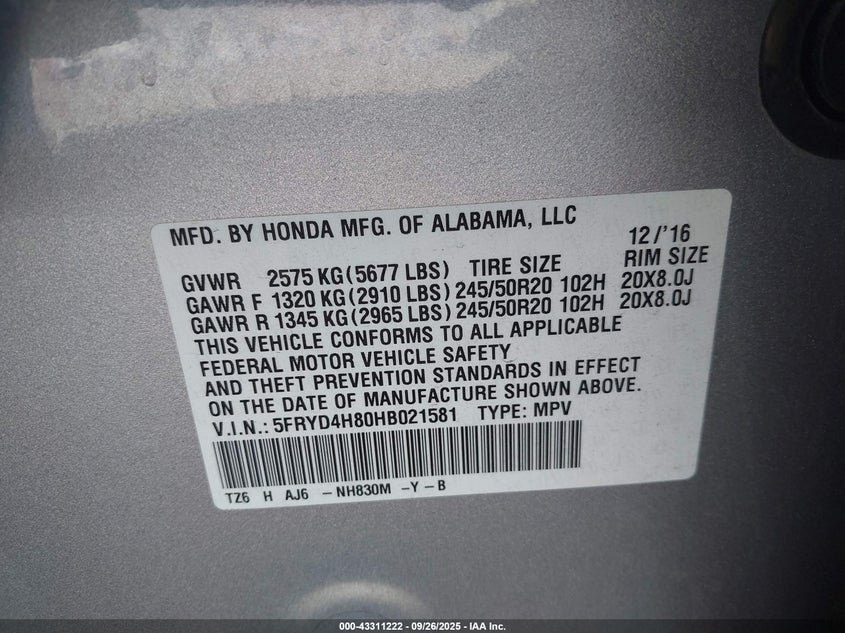 MFD. BY HONDA MFG. OF ALABAMA, LLC
12/'16
GVWR 2575 KG(5677 LBS) TIRE SIZE RIM SIZE
GAWR F 1320 KG(2910 LBS) 245/50R20 102H 20X8.0J
GAWR R 1345 KG(2965 LBS) 245/50R20 102H 20X8.0J
THIS VEHICLE CONFORMS TO ALL APPLICABLE
FEDERAL MOTOR VEHICLE SAFETY
AND THEFT PREVENTION STANDARDS IN EFFECT
ON THE DATE OF MANUFACTURE SHOWN ABOVE.
V.I.N.: 5FRYD4H80HB021581 TYPE: MPV
TZ6 H AJ6 -NH830M -Y-B
000-43311222 - 09/26/2025 - IAA Inc.